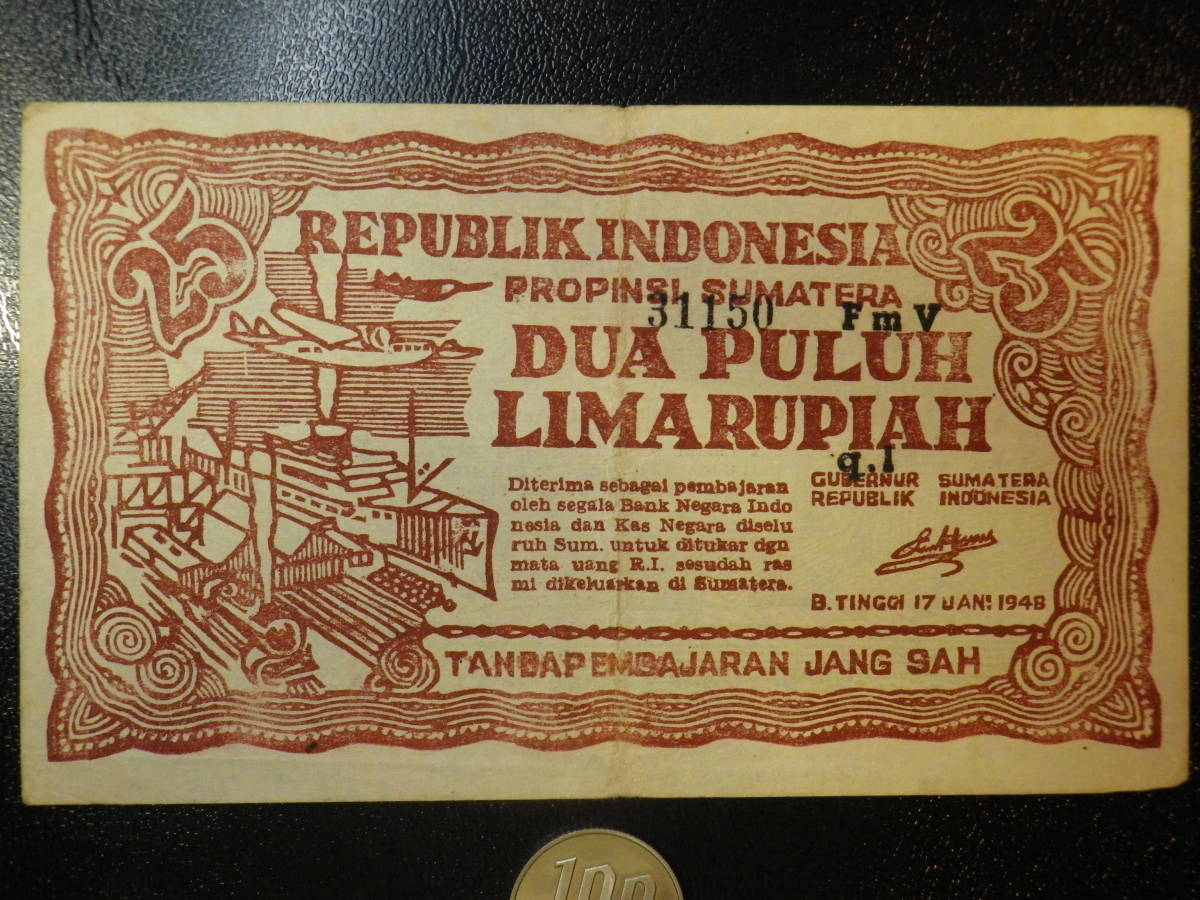 25
REPUBLIK INDONESIA
25
PROPINSI SUMATERA
31150 FmV
DUA PULUH
LIMARUPIAH
q.I
Diterima sebagai pembajaran
oleh segala Bank Negara Indo
nesia dan Kas Negara diselu
ruh Sum. untuk ditukar dgn
mata uang R.I. sesudah ras
mi dikeluarkan di Sumatera.
GUBERNUR SUMATERA
REPUBLIK INDONESIA
B. TINGGI 17 JAN: 1948
TANDAPEMBAJARAN JANG SAH
100